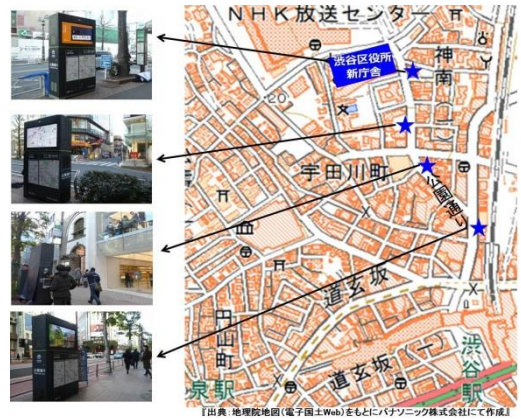 NHK放送センター
渋谷区役所
新庁舎
神南
20
宇田川町
公園通り
道玄坂
円山町
道玄坂
渋谷駅
泉駅
『出典:地理院地図(電子国土Web)をもとにパナソニック株式会社にて作成』